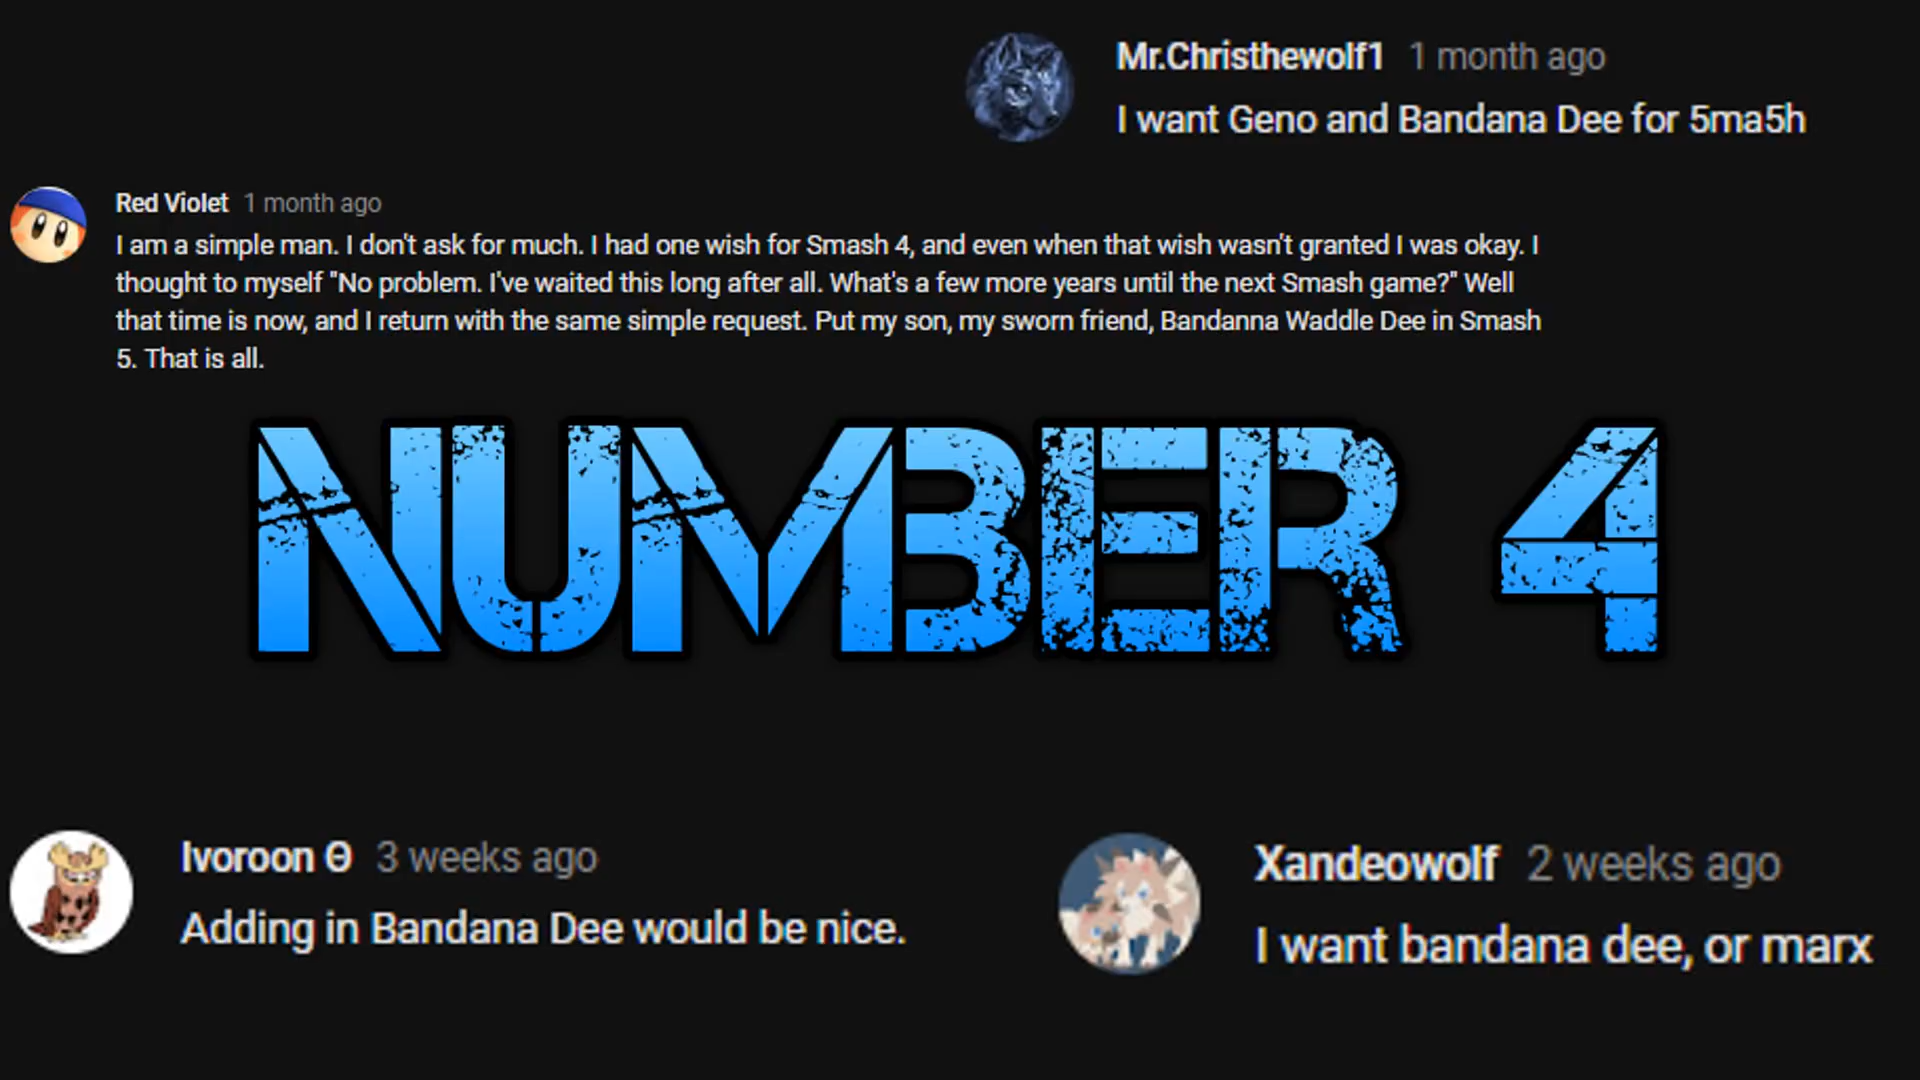 Mr.Christhewolf1 1 month ago
I want Geno and Bandana Dee for 5ma5h
Red Violet 1 month ago
I am a simple man. I don't ask for much. I had one wish for Smash 4, and even when that wish wasn't granted I was okay. I
thought to myself "No problem. I've waited this long after all. What's a few more years until the next Smash game?" Well
that time is now, and I return with the same simple request. Put my son, my sworn friend, Bandanna Waddle Dee in Smash
5. That is all.
NUMBER 4
Ivoroon Θ 3 weeks ago
Adding in Bandana Dee would be nice.
Xandeowolf 2 weeks ago
I want bandana dee, or marx